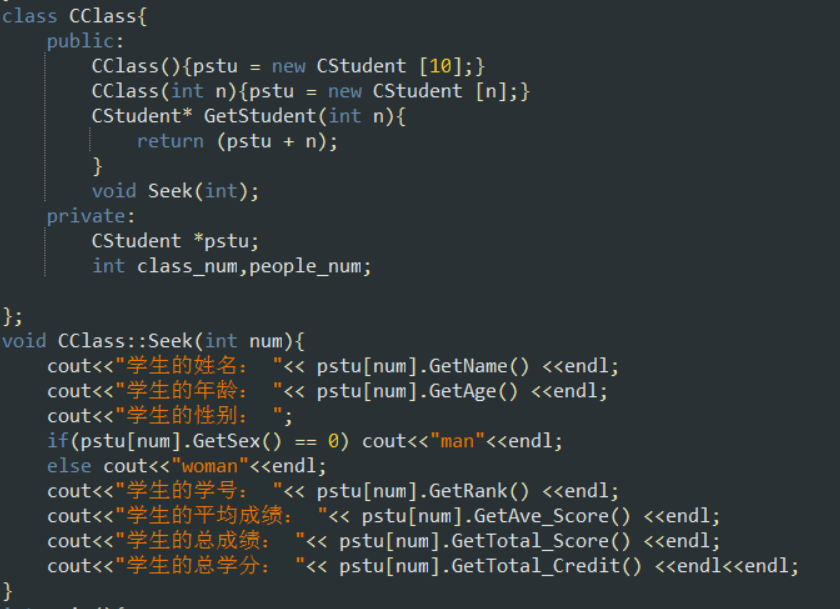 class CClass{
    public:
        CClass(){pstu = new CStudent [10];}
        CClass(int n){pstu = new CStudent [n];}
        CStudent* GetStudent(int n){
            return (pstu + n);
        }
        void Seek(int);
    private:
        CStudent *pstu;
        int class_num,people_num;

};
void CClass::Seek(int num){
    cout<<"学生的姓名： "<< pstu[num].GetName() <<endl;
    cout<<"学生的年龄： "<< pstu[num].GetAge() <<endl;
    cout<<"学生的性别： ";
    if(pstu[num].GetSex() == 0) cout<<"man"<<endl;
    else cout<<"woman"<<endl;
    cout<<"学生的学号： "<< pstu[num].GetRank() <<endl;
    cout<<"学生的平均成绩： "<< pstu[num].GetAve_Score() <<endl;
    cout<<"学生的总成绩： "<< pstu[num].GetTotal_Score() <<endl;
    cout<<"学生的总学分： "<< pstu[num].GetTotal_Credit() <<endl<<endl;
}